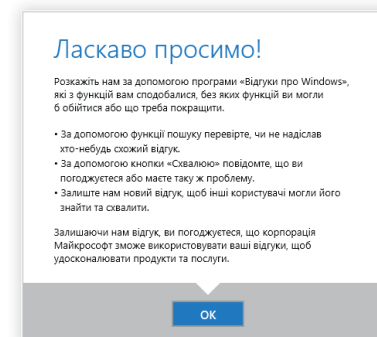 Ласкаво просимо!
Розкажіть нам за допомогою програми «Відгуки про Windows»,
які з функцій вам сподобалися, без яких функцій ви могли
б обійтися або що треба покращити.
• За допомогою функції пошуку перевірте, чи не надіслав
хто-небудь схожий відгук.
• За допомогою кнопки «Схвалюю» повідомте, що ви
погоджуєтеся або маєте таку ж проблему.
• Залиште нам новий відгук, щоб інші користувачі могли його
знайти та схвалити.
Залишаючи нам відгук, ви погоджуєтеся, що корпорація
Майкрософт зможе використовувати ваші відгуки, щоб
удосконалювати продукти та послуги.
ОК